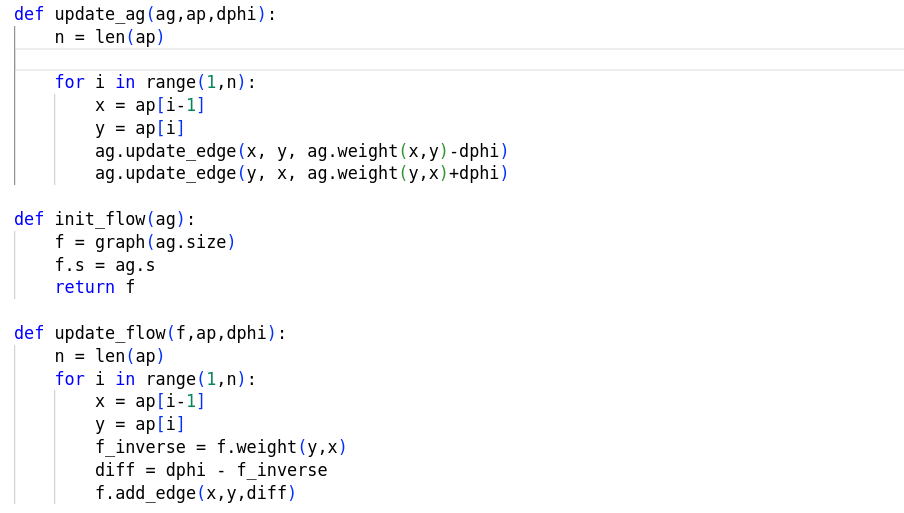 def update_ag(ag,ap,dphi):
    n = len(ap)

    for i in range(1,n):
        x = ap[i-1]
        y = ap[i]
        ag.update_edge(x, y, ag.weight(x,y)-dphi)
        ag.update_edge(y, x, ag.weight(y,x)+dphi)

def init_flow(ag):
    f = graph(ag.size)
    f.s = ag.s
    return f

def update_flow(f,ap,dphi):
    n = len(ap)
    for i in range(1,n):
        x = ap[i-1]
        y = ap[i]
        f_inverse = f.weight(y,x)
        diff = dphi - f_inverse
        f.add_edge(x,y,diff)